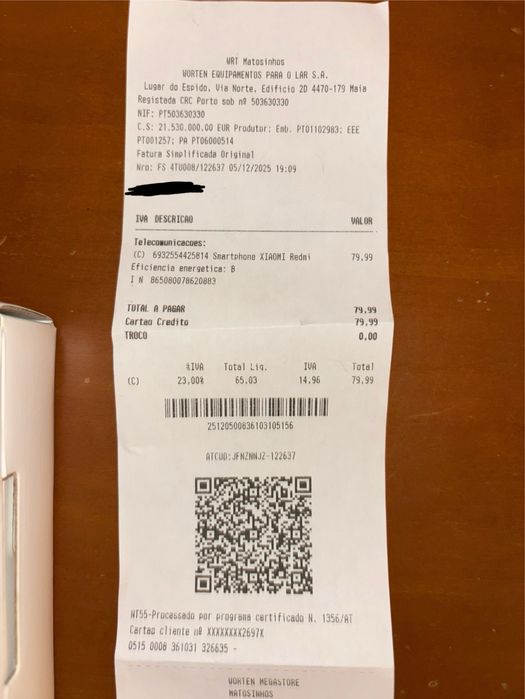 WRT Matosinhos
WORTEN EQUIPAMENTOS PARA O LAR S.A.
Lugar do Espido, Via Norte, Edificio 2D 4470-179 Maia
Registada CRC Porto sob nº 503630330
NIF: PT503630330
C.S: 21.530.000,00 EUR Produtor: Emb. PT01102983; EEE
PT001257; PA PT06000514
Fatura Simplificada Original
Nro: FS 4TU008/122637 05/12/2025 19:09
IVA DESCRICAO VALOR
Telecomunicacoes:
(C) 6932554425814 Smartphone XIAOMI Redmi 79,99
Eficiencia energetica: B
I N 865080078620883
TOTAL A PAGAR 79,99
Cartao Credito 79,99
TROCO 0,00
%IVA Total Liq. IVA Total
(C) 23,00% 65,03 14,96 79,99
25120500836103105156
ATCUD:JFNZNNJ2-122637
WT55-Processado por programa certificado N. 1356/AT
Cartao cliente nº XXXXXXXX2697X
0515 0008 361031 326635 -
WORTEN MEGASTORE
MATOSINHOS